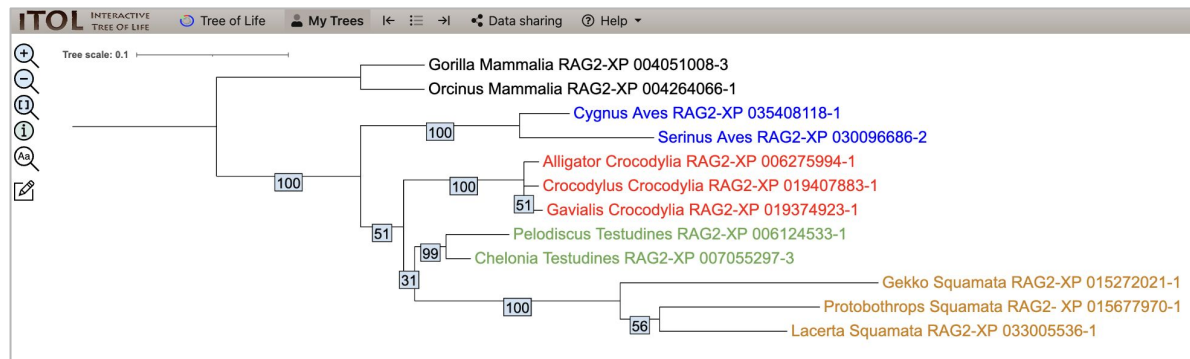 iTOL INTERACTIVE TREE OF LIFE Tree of Life My Trees Data sharing Help
Tree scale: 0.1
Aa
Gorilla Mammalia RAG2-XP 004051008-3
Orcinus Mammalia RAG2-XP 004264066-1
Cygnus Aves RAG2-XP 035408118-1
100
Serinus Aves RAG2-XP 030096686-2
Alligator Crocodylia RAG2-XP 006275994-1
100
100
Crocodylus Crocodylia RAG2-XP 019407883-1
51
Gavialis Crocodylia RAG2-XP 019374923-1
51
Pelodiscus Testudines RAG2-XP 006124533-1
99
Chelonia Testudines RAG2-XP 007055297-3
31
Gekko Squamata RAG2-XP 015272021-1
100
Protobothrops Squamata RAG2- XP 015677970-1
56
Lacerta Squamata RAG2-XP 033005536-1